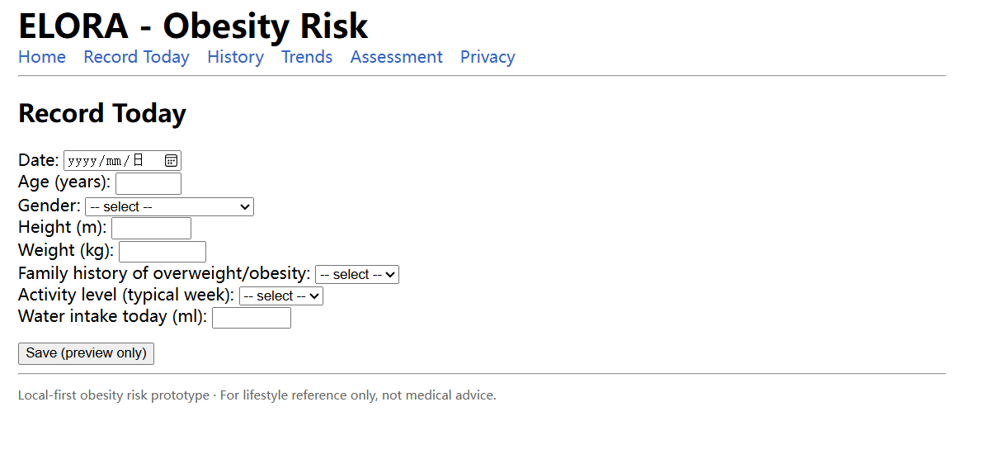 ELORA - Obesity Risk
Home Record Today History Trends Assessment Privacy
Record Today
Date: yyyy/mm/日
Age (years):
Gender: -- select --
Height (m):
Weight (kg):
Family history of overweight/obesity: -- select --
Activity level (typical week): -- select --
Water intake today (ml):
Save (preview only)
Local-first obesity risk prototype · For lifestyle reference only, not medical advice.